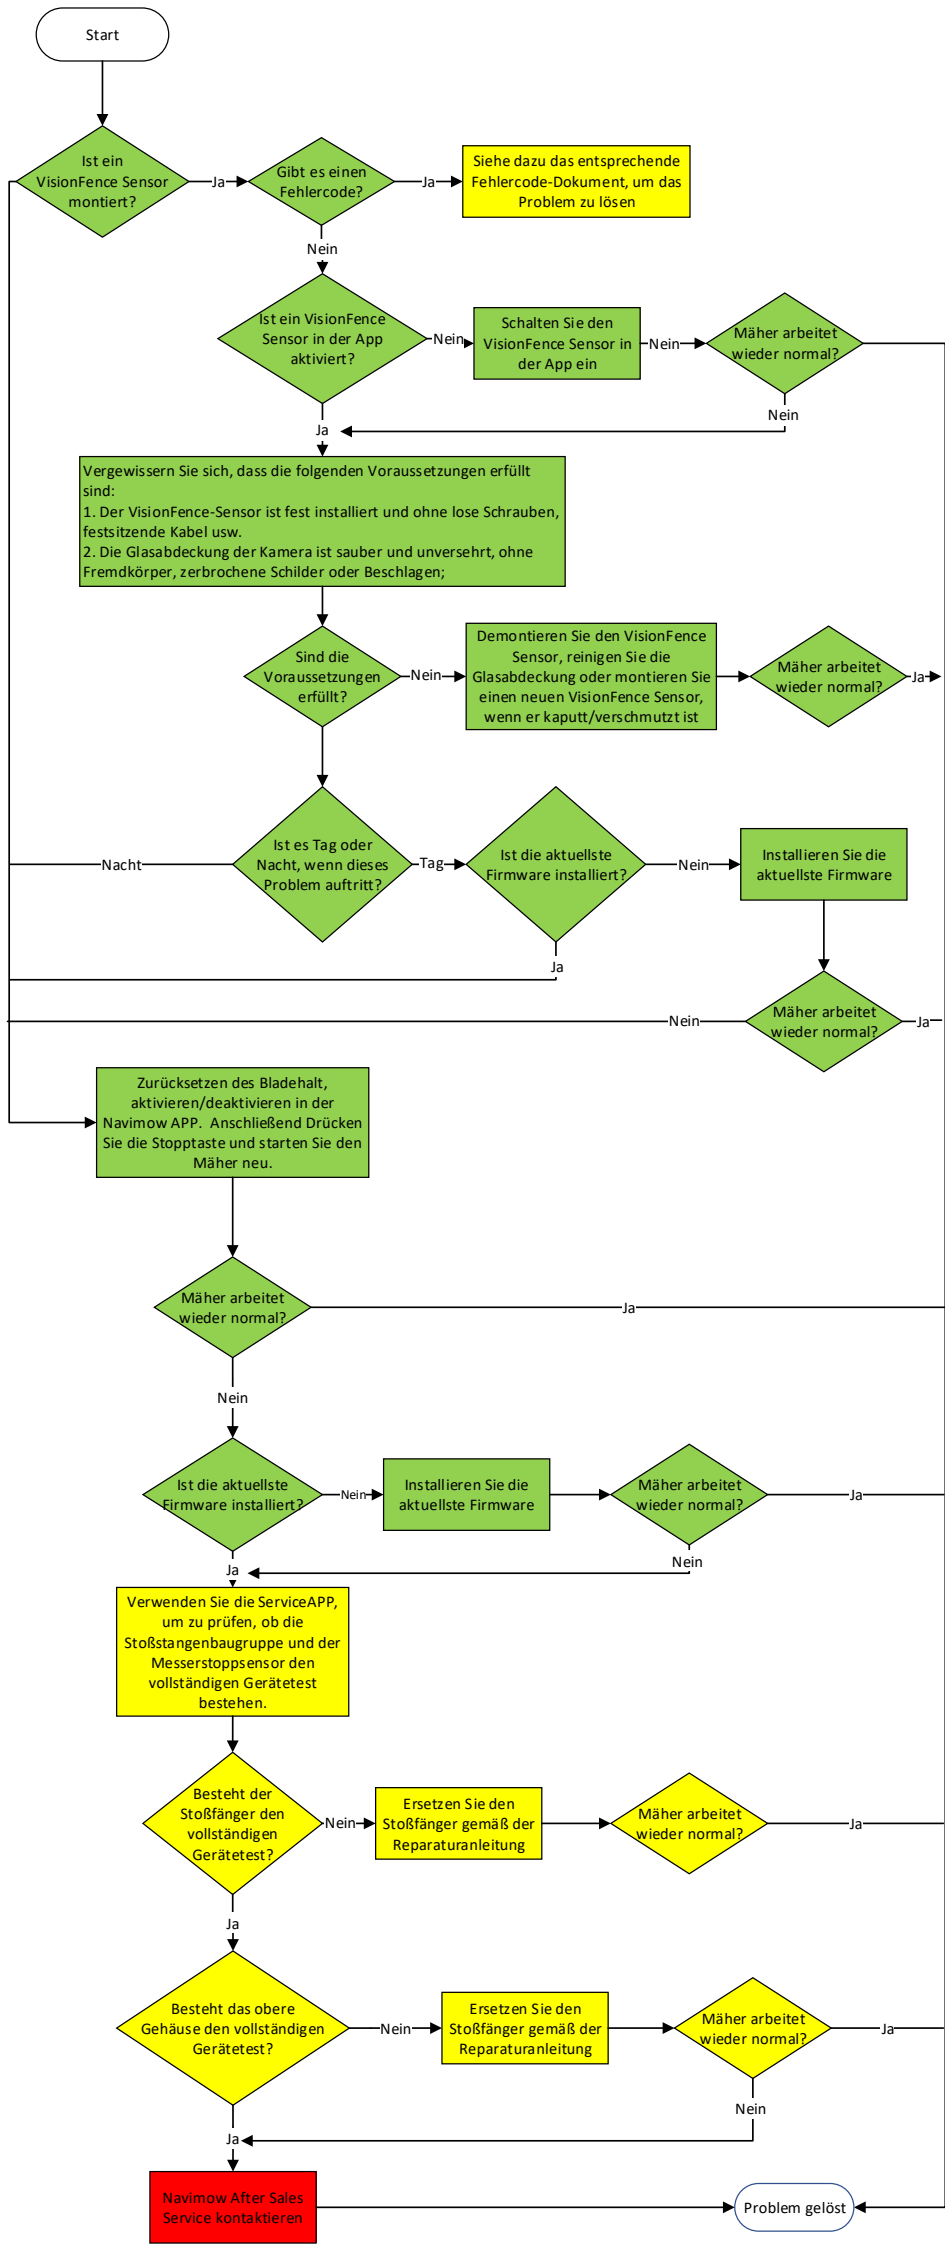 Start
Ist ein
VisionFence Sensor
montiert?
Ja
Gibt es einen
Fehlercode?
Ja
Siehe dazu das entsprechende
Fehlercode-Dokument, um das
Problem zu lösen
Nein
Ist ein VisionFence
Sensor in der App
aktiviert?
Nein
Schalten Sie den
VisionFence Sensor in
der App ein
Nein
Mäher arbeitet
wieder normal?
Nein
Ja
Vergewissern Sie sich, dass die folgenden Voraussetzungen erfüllt
sind:
1. Der VisionFence-Sensor ist fest installiert und ohne lose Schrauben,
festsitzende Kabel usw.
2. Die Glasabdeckung der Kamera ist sauber und unversehrt, ohne
Fremdkörper, zerbrochene Schilder oder Beschlagen;
Sind die
Voraussetzungen
erfüllt?
Nein
Demontieren Sie den VisionFence
Sensor, reinigen Sie die
Glasabdeckung oder montieren Sie
einen neuen VisionFence Sensor,
wenn er kaputt/verschmutzt ist
Mäher arbeitet
wieder normal?
Ja
Nacht
Ist es Tag oder
Nacht, wenn dieses
Problem auftritt?
Tag
Ist die aktuellste
Firmware installiert?
Nein
Installieren Sie die
aktuellste Firmware
Ja
Nein
Mäher arbeitet
wieder normal?
Ja
Zurücksetzen des Bladehalt,
aktivieren/deaktivieren in der
Navimow APP. Anschließend Drücken
Sie die Stopptaste und starten Sie den
Mäher neu.
Mäher arbeitet
wieder normal?
Ja
Nein
Ist die aktuellste
Firmware installiert?
Nein
Installieren Sie die
aktuellste Firmware
Mäher arbeitet
wieder normal?
Ja
Nein
Ja
Verwenden Sie die ServiceAPP,
um zu prüfen, ob die
Stoßstangenbaugruppe und der
Messerstoppsensor den
vollständigen Gerätetest
bestehen.
Besteht der
Stoßfänger den
vollständigen
Gerätetest?
Nein
Ersetzen Sie den
Stoßfänger gemäß der
Reparaturanleitung
Mäher arbeitet
wieder normal?
Ja
Ja
Besteht das obere
Gehäuse den vollständigen
Gerätetest?
Nein
Ersetzen Sie den
Stoßfänger gemäß der
Reparaturanleitung
Mäher arbeitet
wieder normal?
Ja
Nein
Ja
Navimow After Sales
Service kontaktieren
Problem gelöst